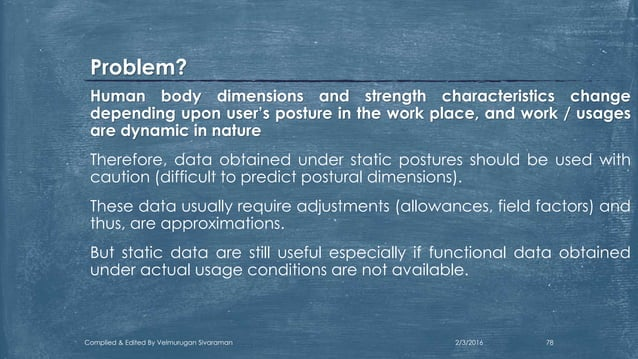 Problem?
Human body dimensions and strength characteristics change
depending upon user's posture in the work place, and work / usages
are dynamic in nature
Therefore, data obtained under static postures should be used with
caution (difficult to predict postural dimensions).
These data usually require adjustments (allowances, field factors) and
thus, are approximations.
But static data are still useful especially if functional data obtained
under actual usage conditions are not available.
Complied & Edited By Velmurugan Sivaraman 2/3/2016 78